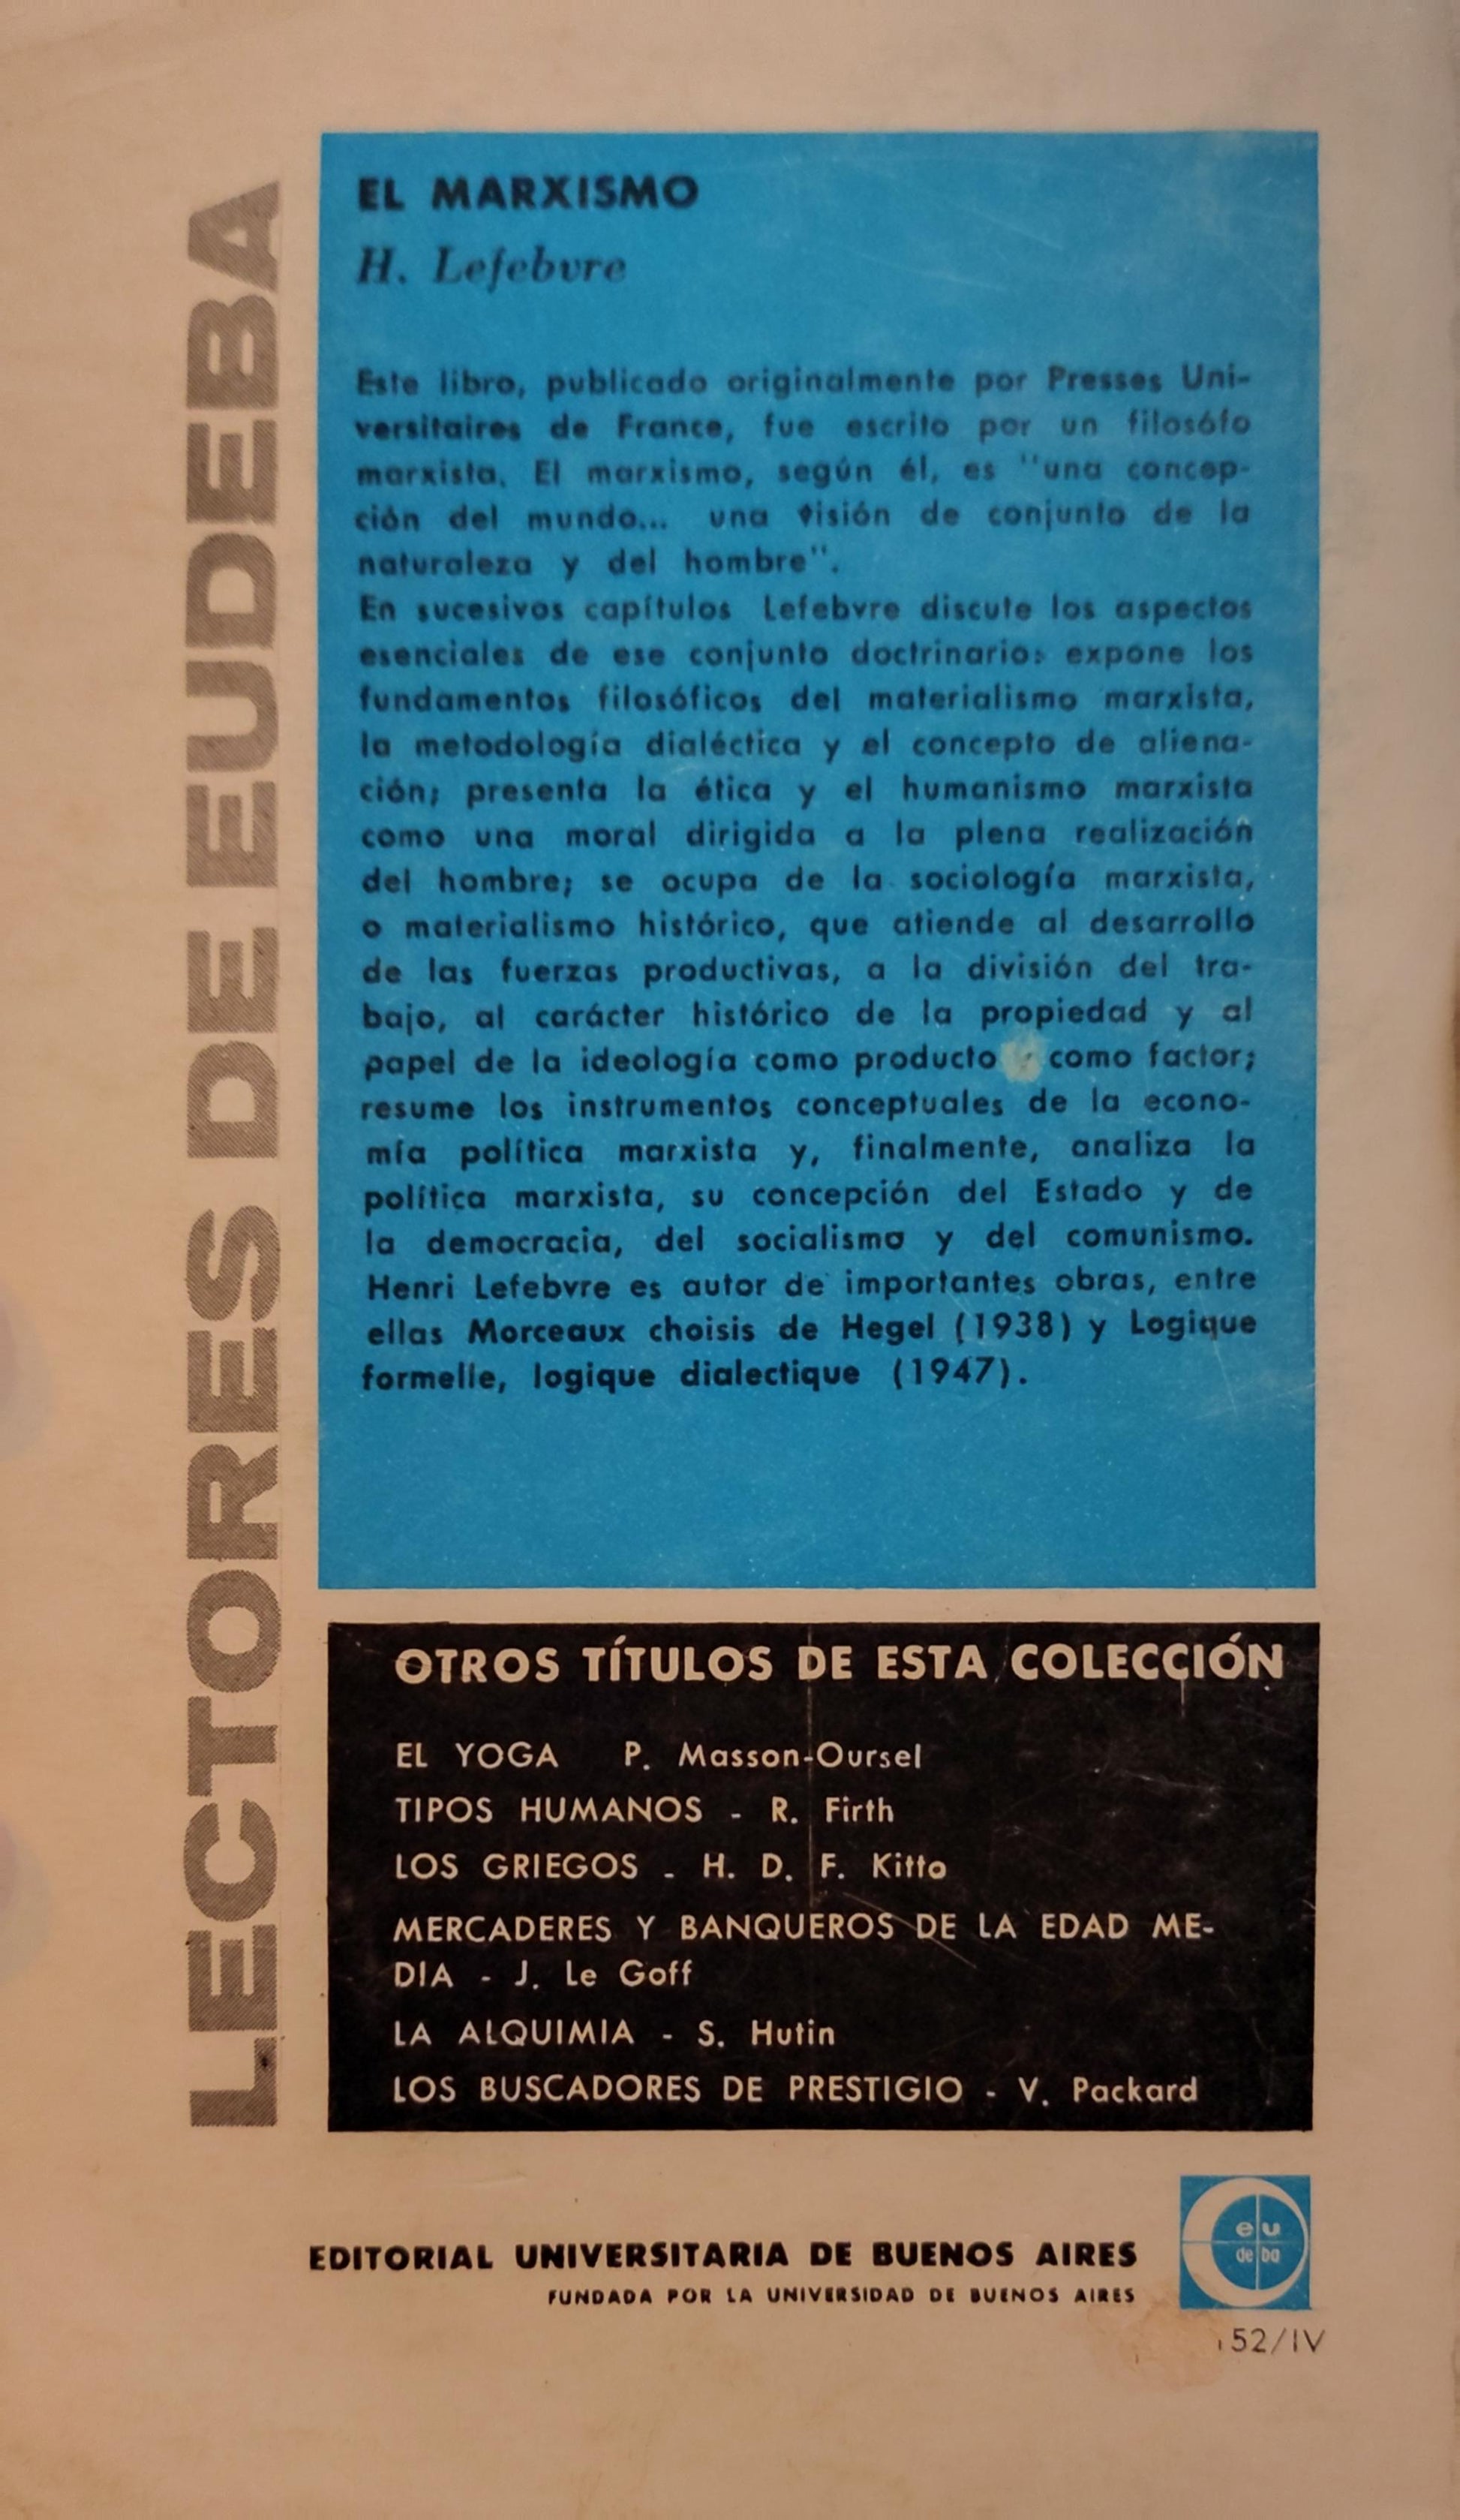 LECTORES DE EUDEBA
EL MARXISMO
H. Lefebvre
Este libro, publicado originalmente por Presses Uni-
versitaires de France, fue escrito por un filosófo
marxista. El marxismo, según él, es "una concep-
ción del mundo... una visión de conjunto de la
naturaleza y del hombre".
En sucesivos capítulos Lefebvre discute los aspectos
esenciales de ese conjunto doctrinario: expone los
fundamentos filosóficos del materialismo marxista,
la metodología dialéctica y el concepto de aliena-
ción; presenta la ética y el humanismo marxista
como una moral dirigida a la plena realización
del hombre; se ocupa de la sociología marxista,
o materialismo histórico, que atiende al desarrollo
de las fuerzas productivas, a la división del tra-
bajo, al carácter histórico de la propiedad y al
papel de la ideología como producto como factor;
resume los instrumentos conceptuales de la econo-
mía política marxista y, finalmente, analiza la
política marxista, su concepción del Estado y de
la democracia, del socialismo y del comunismo.
Henri Lefebvre es autor de importantes obras, entre
ellas Morceaux choisis de Hegel (1938) y Logique
formelle, logique dialectique (1947).
OTROS TÍTULOS DE ESTA COLECCIÓN
EL YOGA P. Masson-Oursel
TIPOS HUMANOS - R. Firth
LOS GRIEGOS - H. D. F. Kitto
MERCADERES Y BANQUEROS DE LA EDAD ME-
DIA - J. Le Goff
LA ALQUIMIA - S. Hutin
LOS BUSCADORES DE PRESTIGIO - V. Packard
EDITORIAL UNIVERSITARIA DE BUENOS AIRES
FUNDADA POR LA UNIVERSIDAD DE BUENOS AIRES
eu
deba
52/IV